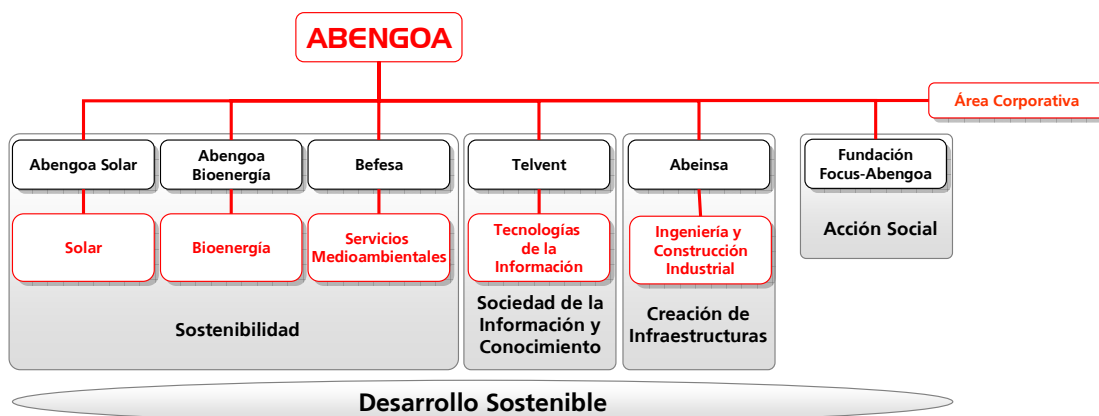 ABENGOA
Área Corporativa
Abengoa Solar
Abengoa
Bioenergía
Befesa
Telvent
Abeinsa
Fundación
Focus-Abengoa
Solar
Bioenergía
Servicios
Medioambientales
Tecnologías
de la
Información
Ingeniería y
Construcción
Industrial
Acción Social
Sostenibilidad
Sociedad de la
Información y
Conocimiento
Creación de
Infraestructuras
Desarrollo Sostenible